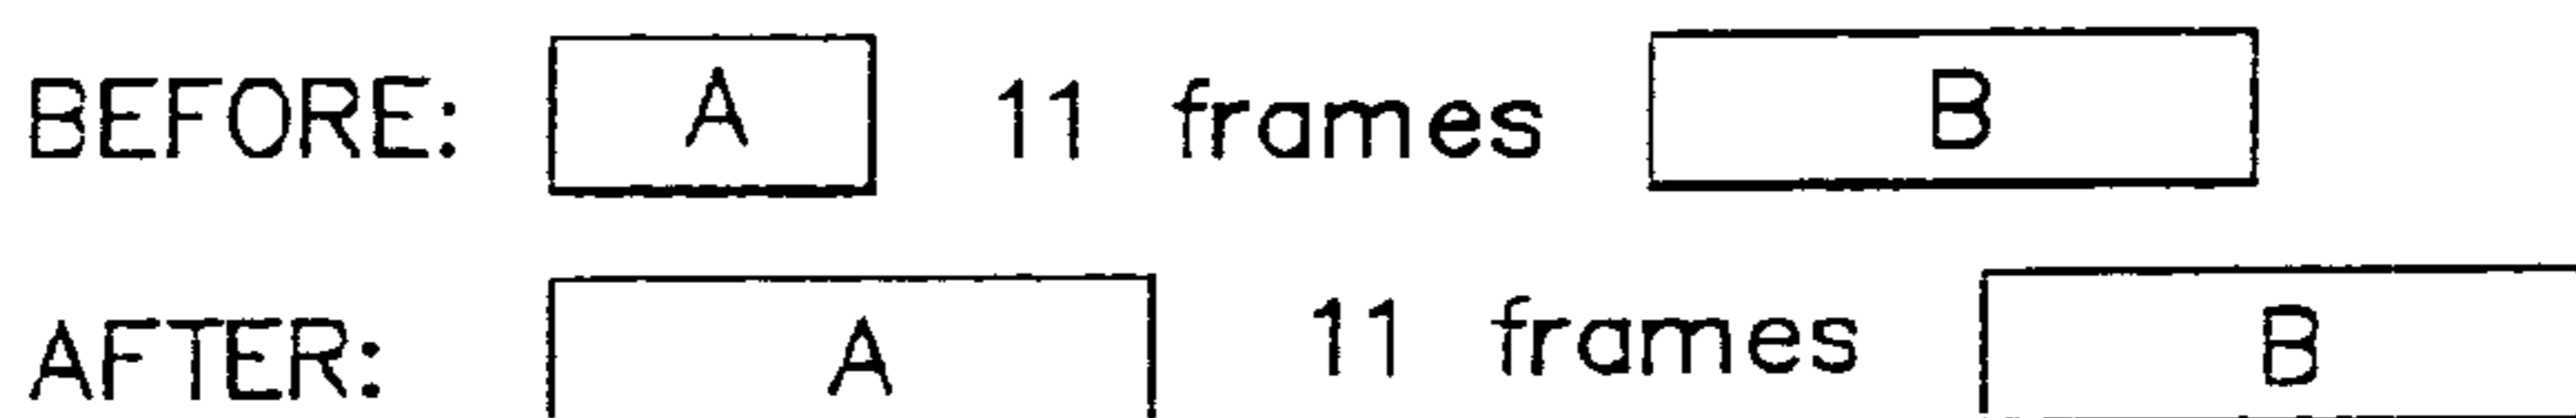 BEFORE: A 11 frames B
AFTER: A 11 frames B